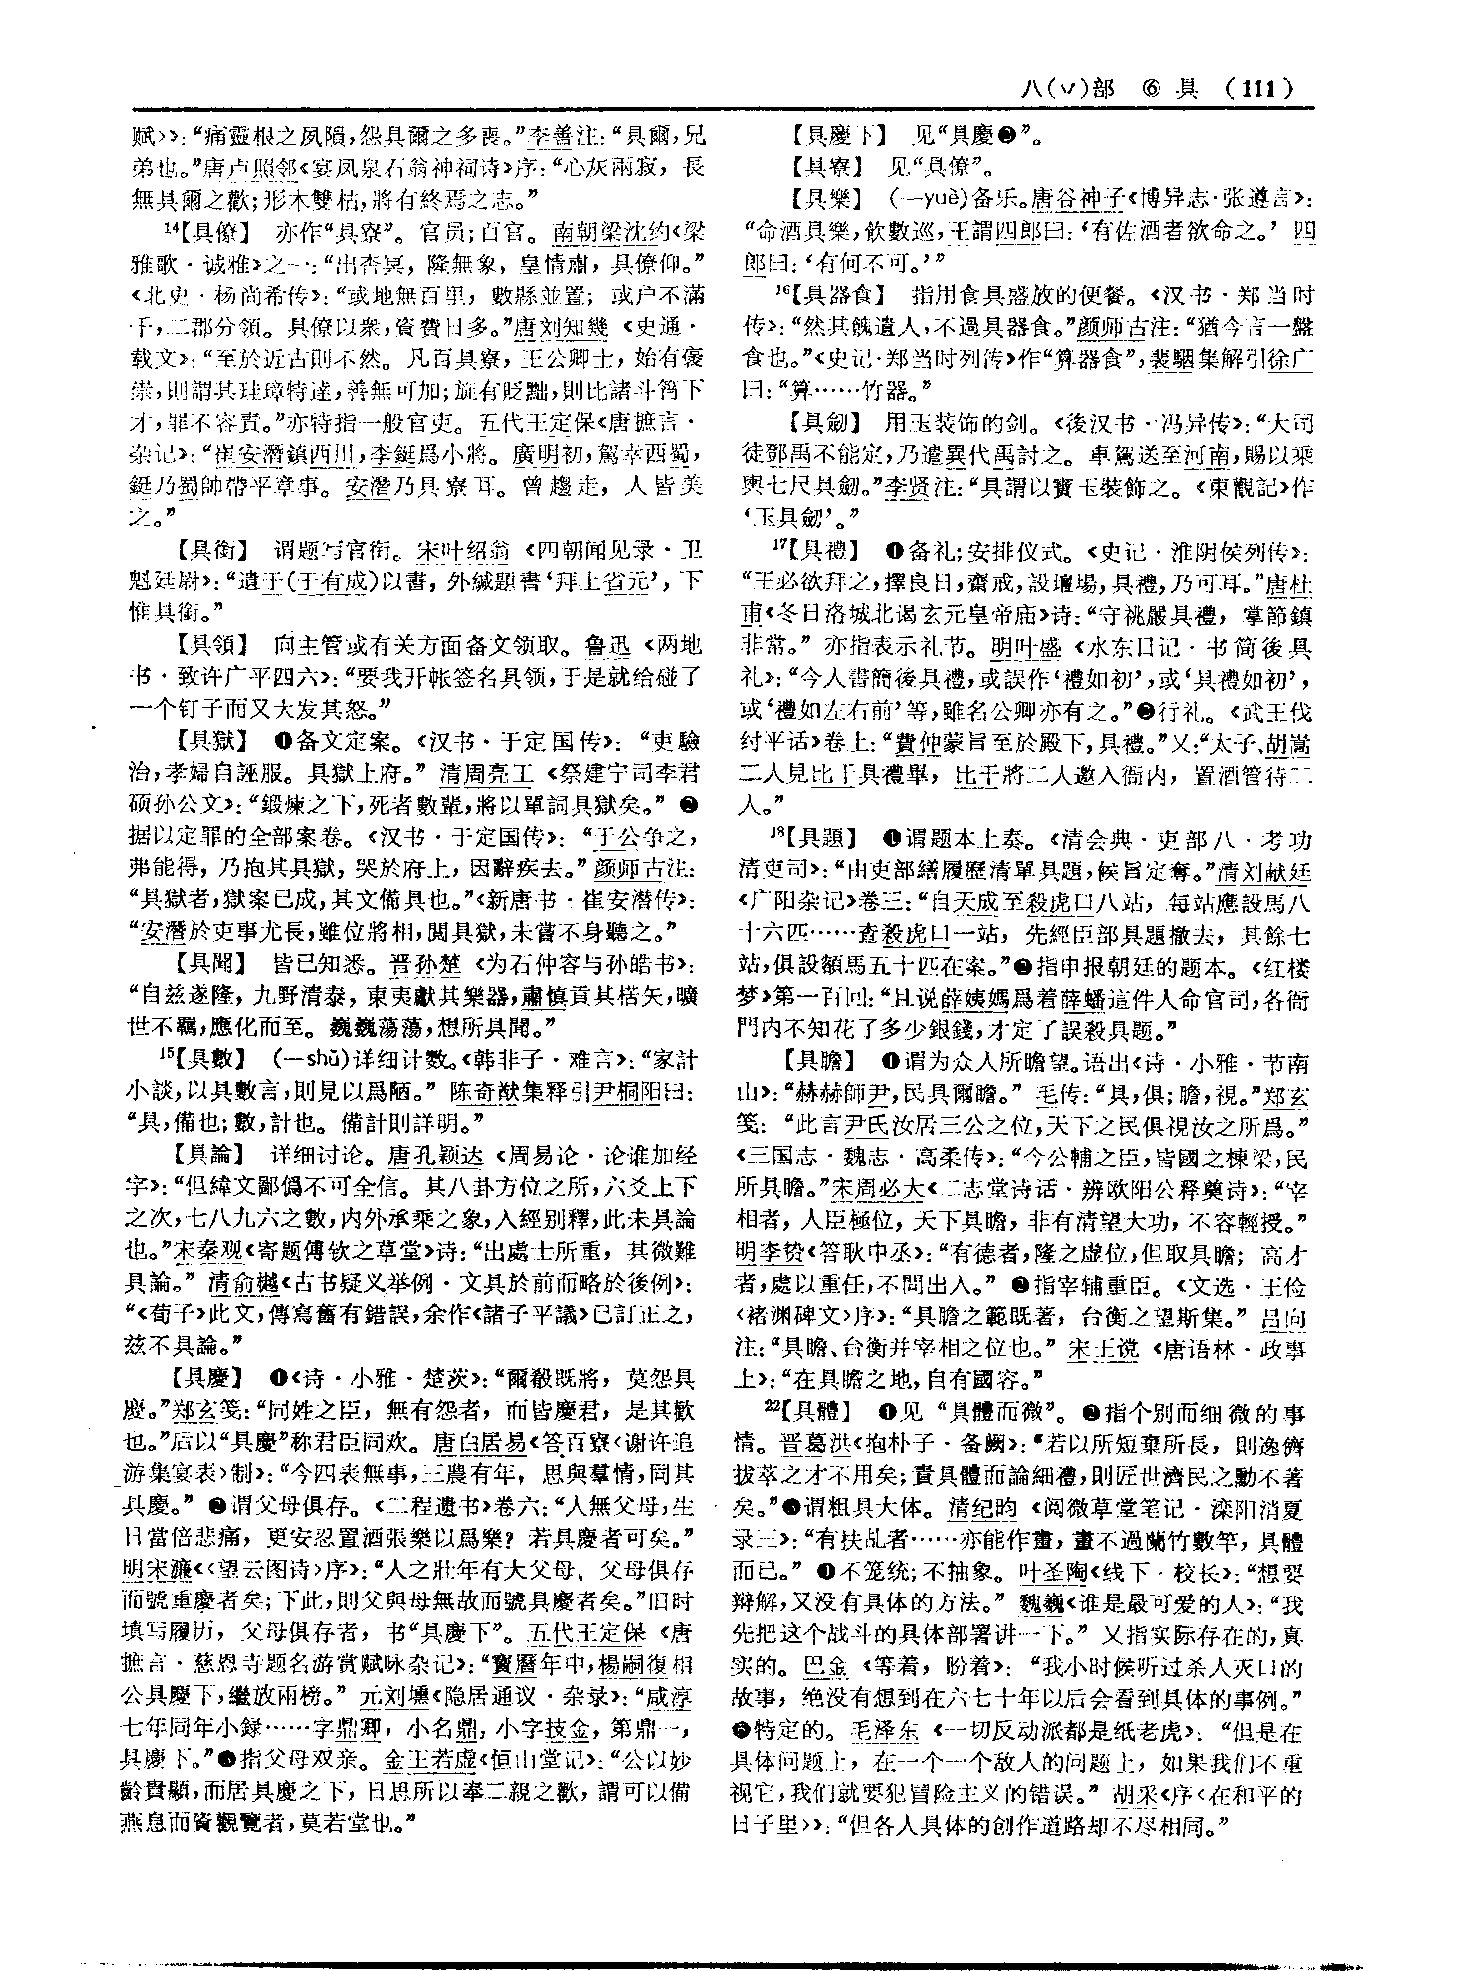 八(丷)部 ⑥ 具 (111)
赋〉》：“痛靈根之夙隕，怨具爾之多喪。”李善注：“具爾，兄
弟也。”唐卢照邻《宴凤泉石翁神祠诗》序：“心灰兩寂，長
無具爾之歡；形木雙枯，將有終焉之志。”
14【具僚】 亦作“具寮”。官员；百官。南朝梁沈约《梁
雅歌·诚雅》之一：“出杳冥，降無象，皇情肅，具僚仰。”
《北史·杨尚希传》：“或地無百里，數縣並置；或户不滿
千，二郡分領。具僚以衆，資費日多。”唐刘知幾《史通·
载文》：“至於近古則不然。凡百具寮，王公卿士，始有褒
崇，則謂其珪璋特達，善無可加；旋有貶黜，則比諸斗筲下
才，罪不容責。”亦特指一般官吏。五代王定保《唐摭言·
杂记》：“崔安潛鎮西川，李鋋爲小將。廣明初，駕幸西蜀，
鋋乃蜀帥帶平章事。安潛乃具寮耳。曾趨走，人皆美
之。”
【具銜】 谓题写官衔。宋叶绍翁《四朝闻见录·卫
魁廷尉》：“遺于(于有成)以書，外緘題書‘拜上省元’，下
惟具銜。”
【具領】 向主管或有关方面备文领取。鲁迅《两地
书·致许广平四六》：“要我开帐签名具领，于是就给碰了
一个钉子而又大发其怒。”
【具獄】 ❶备文定案。《汉书·于定国传》：“吏驗
治，孝婦自誣服。具獄上府。”清周亮工《祭建宁司李君
硕孙公文》：“鍛煉之下，死者數輩，將以單詞具獄矣。”❷
据以定罪的全部案卷。《汉书·于定国传》：“于公争之，
弗能得，乃抱其具獄，哭於府上，因辭疾去。”颜师古注：
“具獄者，獄案已成，其文備具也。”《新唐书·崔安潜传》：
“安潛於吏事尤長，雖位將相，閲具獄，未嘗不身聽之。”
【具聞】 皆已知悉。晋孙楚《为石仲容与孙皓书》：
“自兹遂隆，九野清泰，東夷獻其樂器，肅慎貢其楛矢，曠
世不羈，應化而至。巍巍蕩蕩，想所具聞。”
15【具數】 (—shǔ)详细计数。《韩非子·难言》：“家計
小談，以具數言，則見以爲陋。”陈奇猷集释引尹桐阳曰：
“具，備也；數，計也。備計則詳明。”
【具論】 详细讨论。唐孔颖达《周易论·论谁加经
字》：“但緯文鄙僞不可全信。其八卦方位之所，六爻上下
之次，七八九六之數，内外承乘之象，入經别釋，此未具論
也。”宋秦观《寄题傅钦之草堂》诗：“出處士所重，其微難
具論。”清俞樾《古书疑义举例·文具於前而略於後例》：
“《荀子》此文，傳寫舊有錯誤，余作《諸子平議》已訂正之，
兹不具論。”
【具慶】 ❶《诗·小雅·楚茨》：“爾殽既將，莫怨具
慶。”郑玄笺：“同姓之臣，無有怨者，而皆慶君，是其歡
也。”后以“具慶”称君臣同欢。唐白居易《答百寮〈谢许追
游集宴表〉制》：“今四表無事，三農有年，思與羣情，同其
具慶。”❷谓父母俱存。《二程遗书》卷六：“人無父母，生
日當倍悲痛，更安忍置酒張樂以爲樂？若具慶者可矣。”
明宋濂《〈望云图诗〉序》：“人之壯年有大父母、父母俱存
而號重慶者矣；下此，則父與母無故而號具慶者矣。”旧时
填写履历，父母俱存者，书“具慶下”。五代王定保《唐
摭言·慈恩寺题名游赏赋咏杂记》：“寶曆年中，楊嗣復相
公具慶下，繼放兩榜。”元刘壎《隐居通议·杂录》：“咸淳
七年同年小録……字鼎卿，小名鼎，小字技金，第鼎一，
具慶下。”❸指父母双亲。金王若虚《恒山堂记》：“公以妙
齡貴顯，而居具慶之下，日思所以奉二親之歡，謂可以備
燕息而資觀覽者，莫若堂也。”
【具慶下】 见“具慶❷”。
【具寮】 见“具僚”。
【具樂】 (—yuè)备乐。唐谷神子《博异志·张遵言》：
“命酒具樂，飲數巡，王謂四郎曰：‘有佐酒者欲命之。’四
郎曰：‘有何不可。’”
16【具器食】 指用食具盛放的便餐。《汉书·郑当时
传》：“然其餽遺人，不過具器食。”颜师古注：“猶今言一盤
食也。”《史记·郑当时列传》作“算器食”，裴駰集解引徐广
曰：“算……竹器。”
【具劒】 用玉装饰的剑。《後汉书·冯异传》：“大司
徒鄧禹不能定，乃遣異代禹討之。車駕送至河南，賜以乘
輿七尺具劒。”李贤注：“具謂以寶玉裝飾之。《東觀記》作
‘玉具劒’。”
17【具禮】 ❶备礼；安排仪式。《史记·淮阴侯列传》：
“王必欲拜之，擇良日，齋戒，設壇場，具禮，乃可耳。”唐杜
甫《冬日洛城北谒玄元皇帝庙》诗：“守祧嚴具禮，掌節鎮
非常。”亦指表示礼节。明叶盛《水东日记·书简後具
礼》：“今人書簡後具禮，或誤作‘禮如初’，或‘具禮如初’，
或‘禮如左右前’等，雖名公卿亦有之。”❷行礼。《武王伐
纣平话》卷上：“費仲蒙旨至於殿下，具禮。”又：“太子、胡嵩
二人見比干具禮畢，比干將二人邀入衙内，置酒管待二
人。”
18【具題】 ❶谓题本上奏。《清会典·吏部八·考功
清吏司》：“由吏部繕履歷清單具題，候旨定奪。”清刘献廷
《广阳杂记》卷三：“自天成至殺虎口八站，每站應設馬八
十六匹……查殺虎口一站，先經臣部具題撤去，其餘七
站，俱設額馬五十匹在案。”❷指申报朝廷的题本。《红楼
梦》第一百回：“且说薛姨媽爲着薛蟠這件人命官司，各衙
門内不知花了多少銀錢，才定了誤殺具题。”
【具瞻】 ❶谓为众人所瞻望。语出《诗·小雅·节南
山》：“赫赫師尹，民具爾瞻。”毛传：“具，俱；瞻，視。”郑玄
笺：“此言尹氏汝居三公之位，天下之民俱視汝之所爲。”
《三国志·魏志·高柔传》：“今公輔之臣，皆國之棟梁，民
所具瞻。”宋周必大《二志堂诗话·辨欧阳公释奠诗》：“宰
相者，人臣極位，天下具瞻，非有清望大功，不容輕授。”
明李贽《答耿中丞》：“有德者，隆之虚位，但取具瞻；高才
者，處以重任，不問出入。”❷指宰辅重臣。《文选·王俭
〈褚渊碑文〉序》：“具瞻之範既著，台衡之望斯集。”吕向
注：“具瞻、台衡并宰相之位也。”宋王谠《唐语林·政事
上》：“在具瞻之地，自有國容。”
22【具體】 ❶见“具體而微”。❷指个别而细微的事
情。晋葛洪《抱朴子·备阙》：“若以所短棄所長，則逸儕
拔萃之才不用矣；責具體而論細禮，則匠世濟民之勳不著
矣。”❸谓粗具大体。清纪昀《阅微草堂笔记·滦阳消夏
录三》：“有扶乩者……亦能作畫，畫不過蘭竹數竿，具體
而已。”❹不笼统；不抽象。叶圣陶《线下·校长》：“想要
辩解，又没有具体的方法。”魏巍《谁是最可爱的人》：“我
先把这个战斗的具体部署讲一下。”又指实际存在的，真
实的。巴金《等着，盼着》：“我小时候听过杀人灭口的
故事，绝没有想到在六七十年以后会看到具体的事例。”
❺特定的。毛泽东《一切反动派都是纸老虎》：“但是在
具体问题上，在一个一个敌人的问题上，如果我们不重
视它，我们就要犯冒险主义的错误。”胡采《序〈在和平的
日子里〉》：“但各人具体的创作道路却不尽相同。”